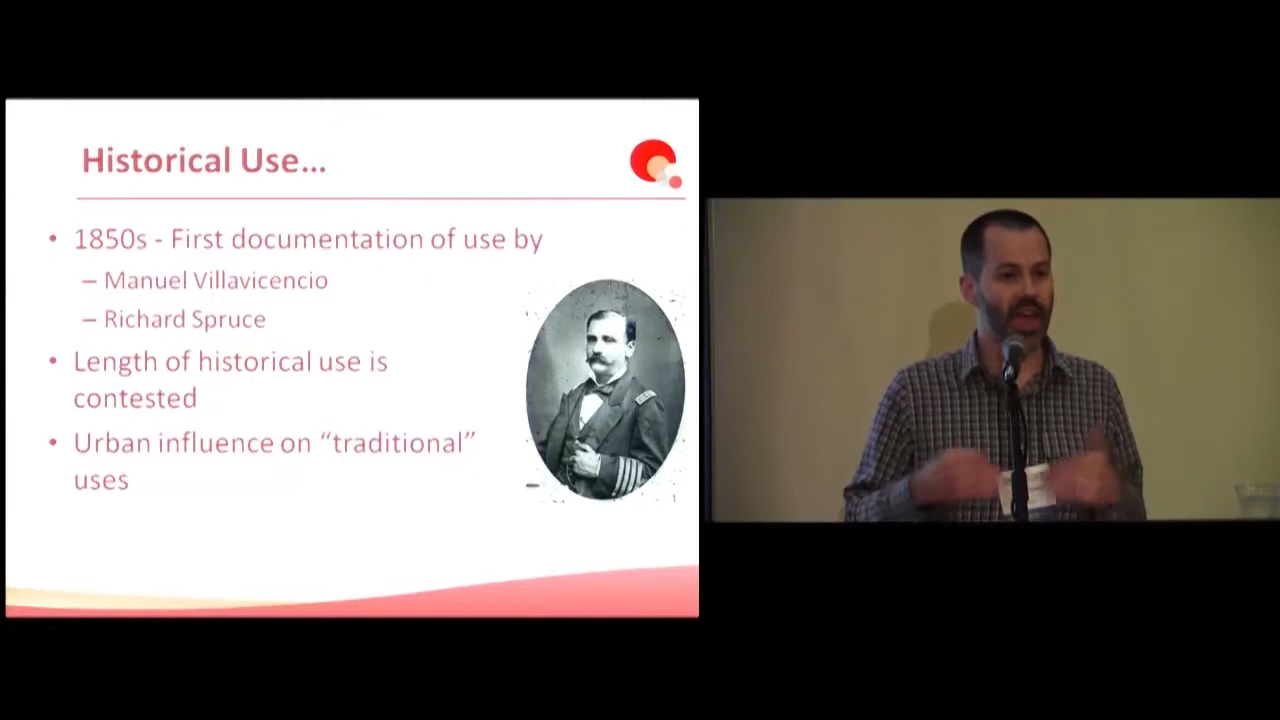 Historical Use...
• 1850s - First documentation of use by
– Manuel Villavicencio
– Richard Spruce
• Length of historical use is
contested
• Urban influence on “traditional”
uses